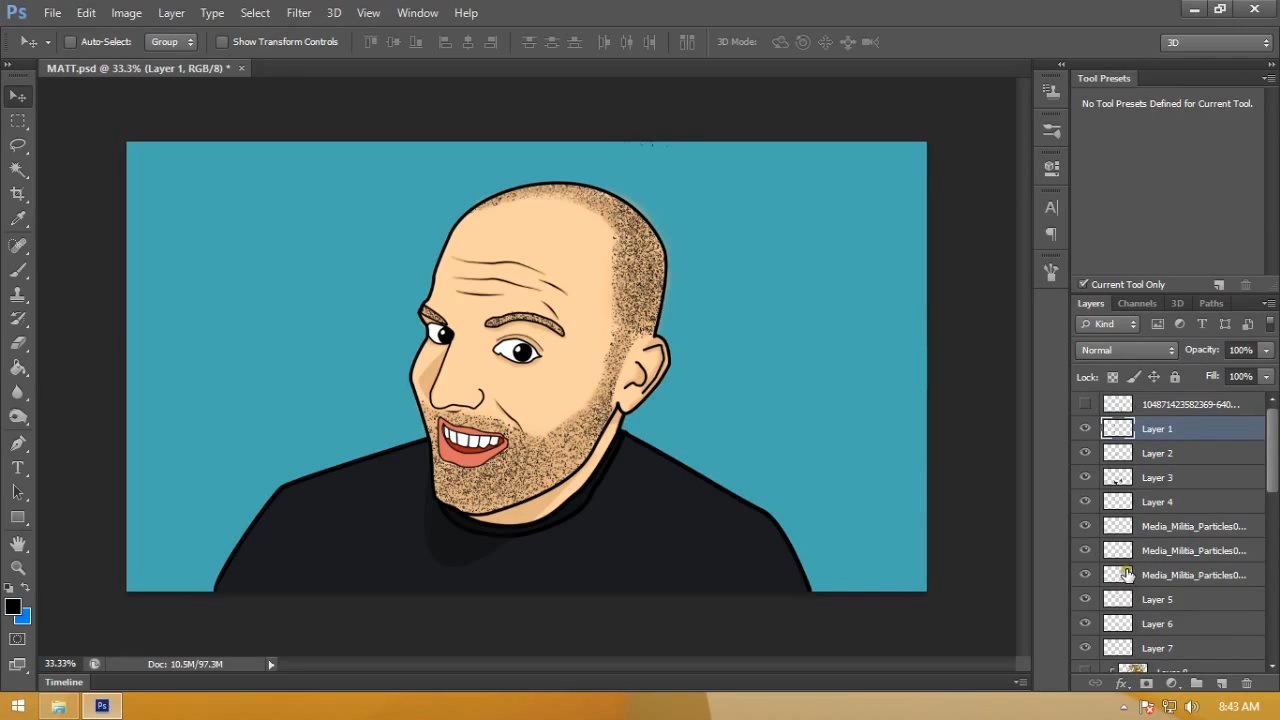 Ps File Edit Image Layer Type Select Filter 3D View Window Help
Auto-Select: Group Show Transform Controls 3D Mode: 3D
MATT.psd @ 33.3% (Layer 1, RGB/8) * ×
Tool Presets
No Tool Presets Defined for Current Tool.
Current Tool Only
Layers Channels 3D Paths
Kind
Normal Opacity: 100%
Lock: Fill: 100%
104871423582369-640...
Layer 1
Layer 2
Layer 3
Layer 4
Media_Militia_Particles0...
Media_Militia_Particles0...
Media_Militia_Particles0...
Layer 5
Layer 6
Layer 7
33.33% Doc: 10.5M/97.3M
Timeline
Ps 8:43 AM